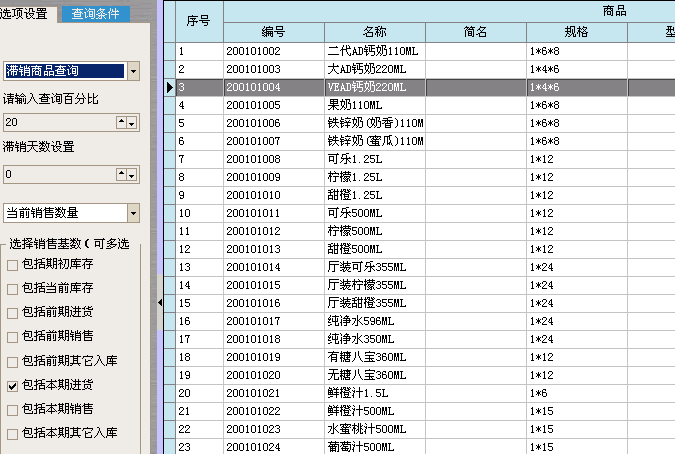 选项设置 查询条件
滞销商品查询
请输入查询百分比
20
滞销天数设置
0
当前销售数量
选择销售基数(可多选
包括期初库存
包括当前库存
包括前期进货
包括前期销售
包括前期其它入库
包括本期进货
包括本期销售
包括本期其它入库
序号 商品
编号 名称 简名 规格 型
1 200101002 二代AD钙奶110ML 1*6*8
2 200101003 大AD钙奶220ML 1*4*6
3 200101004 VEAD钙奶220ML 1*4*6
4 200101005 果奶110ML 1*6*8
5 200101006 铁锌奶(奶香)110M 1*6*8
6 200101007 铁锌奶(蜜瓜)110M 1*6*8
7 200101008 可乐1.25L 1*12
8 200101009 柠檬1.25L 1*12
9 200101010 甜橙1.25L 1*12
10 200101011 可乐500ML 1*12
11 200101012 柠檬500ML 1*12
12 200101013 甜橙500ML 1*12
13 200101014 厅装可乐355ML 1*24
14 200101015 厅装柠檬355ML 1*24
15 200101016 厅装甜橙355ML 1*24
16 200101017 纯净水596ML 1*24
17 200101018 纯净水350ML 1*24
18 200101019 有糖八宝360ML 1*12
19 200101020 无糖八宝360ML 1*12
20 200101021 鲜橙汁1.5L 1*6
21 200101022 鲜橙汁500ML 1*15
22 200101023 水蜜桃汁500ML 1*15
23 200101024 葡萄汁500ML 1*15